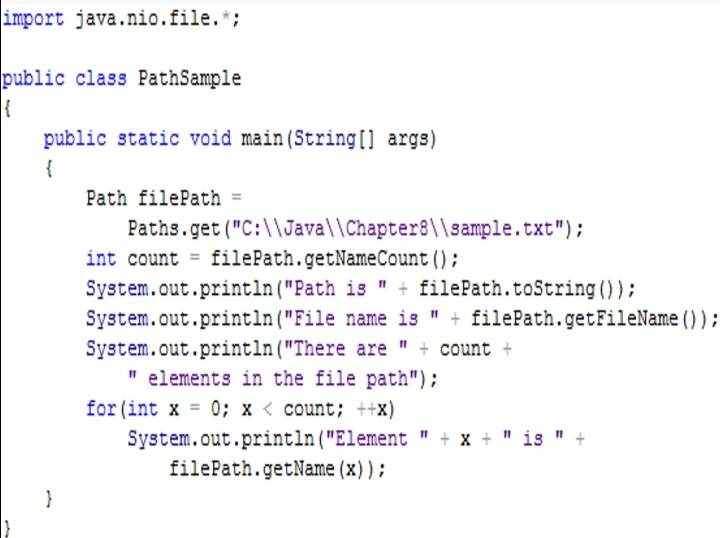 import java.nio.file.*;
public class PathSample
{
public static void main(String[] args)
{
Path filePath =
Paths.get("C:\\Java\\Chapter8\\sample.txt");
int count = filePath.getNameCount();
System.out.println("Path is " + filePath.toString());
System.out.println("File name is " + filePath.getFileName());
System.out.println("There are " + count +
" elements in the file path");
for(int x = 0; x < count; ++x)
System.out.println("Element " + x + " is " +
filePath.getName(x));
}
}